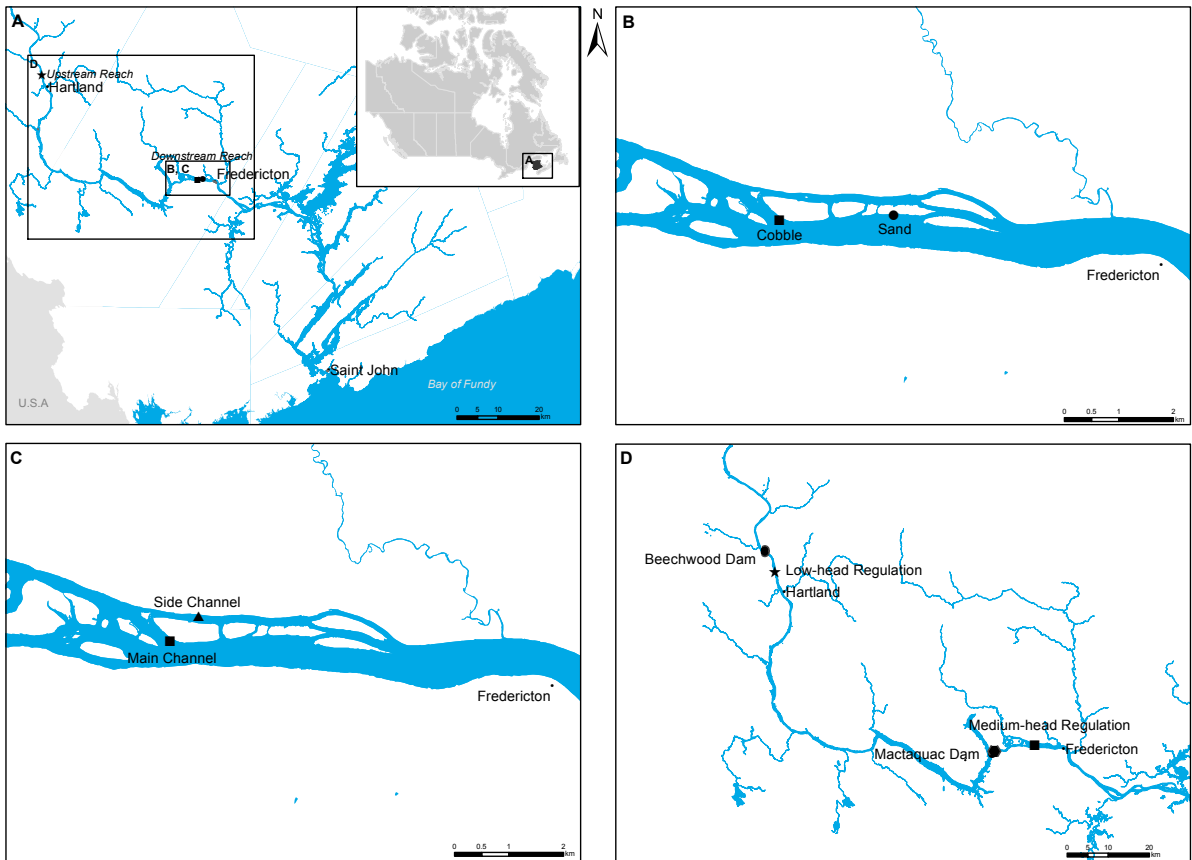 A
D
Upstream Reach
Hartland
Downstream Reach
B, C
Fredericton
Saint John
Bay of Fundy
U.S.A
0 5 10 20
km
A
N
B
Cobble
Sand
Fredericton
0 0.5 1 2
km
C
Side Channel
Main Channel
Fredericton
0 0.5 1 2
km
D
Beechwood Dam
Low-head Regulation
Hartland
Medium-head Regulation
Mactaquac Dam
Fredericton
0 5 10 20
km